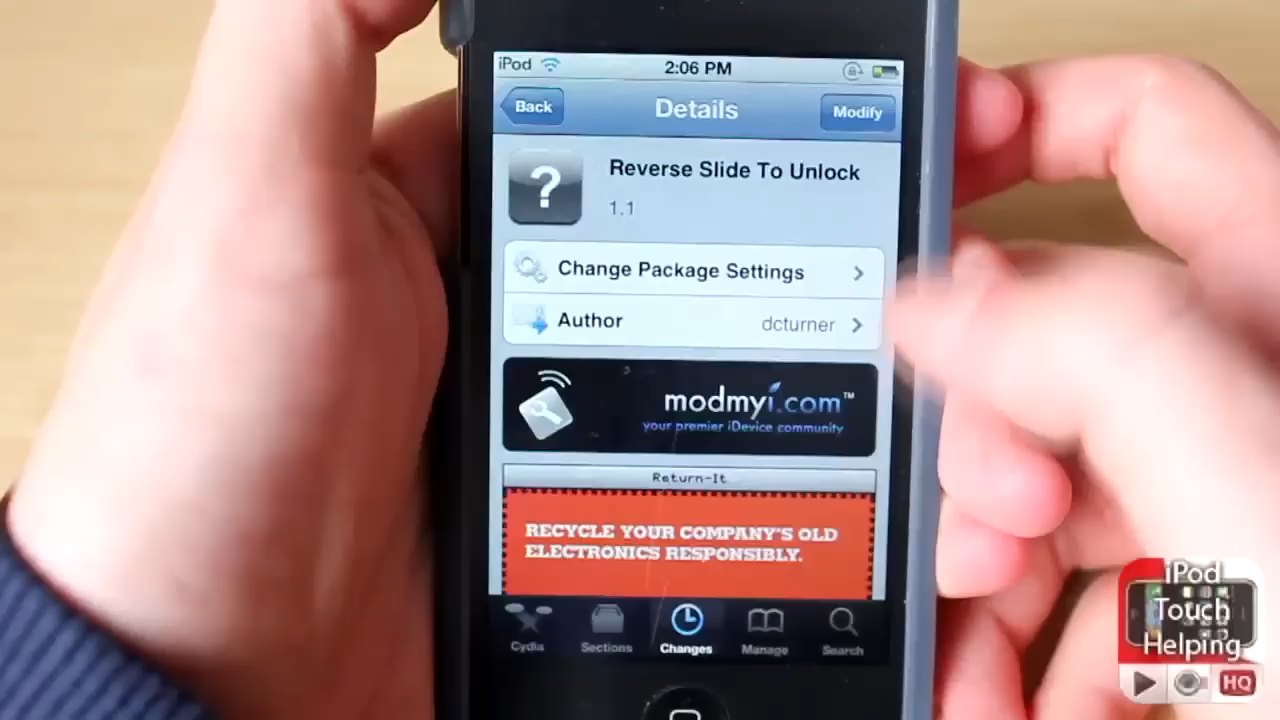 iPod
2:06 PM
Back
Details
Modify
?
Reverse Slide To Unlock
1.1
Change Package Settings
Author
dcturner
modmyi.com™
your premier iDevice community
Return-It
RECYCLE YOUR COMPANY'S OLD
ELECTRONICS RESPONSIBLY.
Cydia
Sections
Changes
Manage
Search
iPod
Touch
Helping
HQ